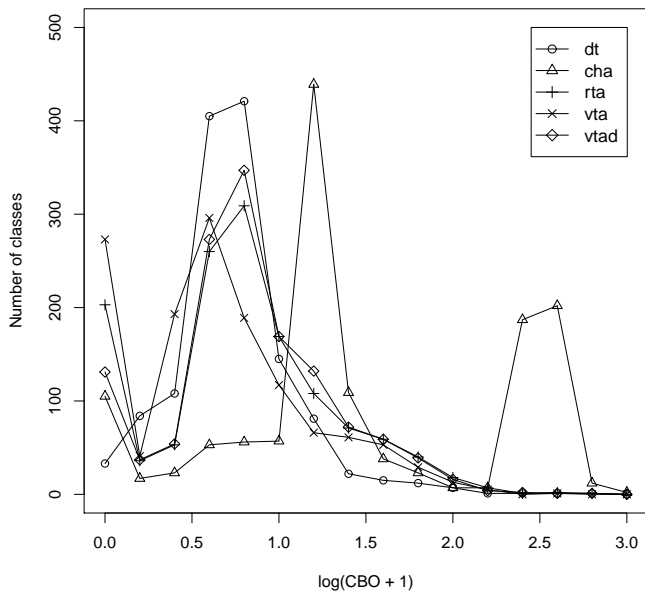 500
400
300
200
100
0
Number of classes
dt
cha
rta
vta
vtad
0.0 0.5 1.0 1.5 2.0 2.5 3.0
log(CBO + 1)